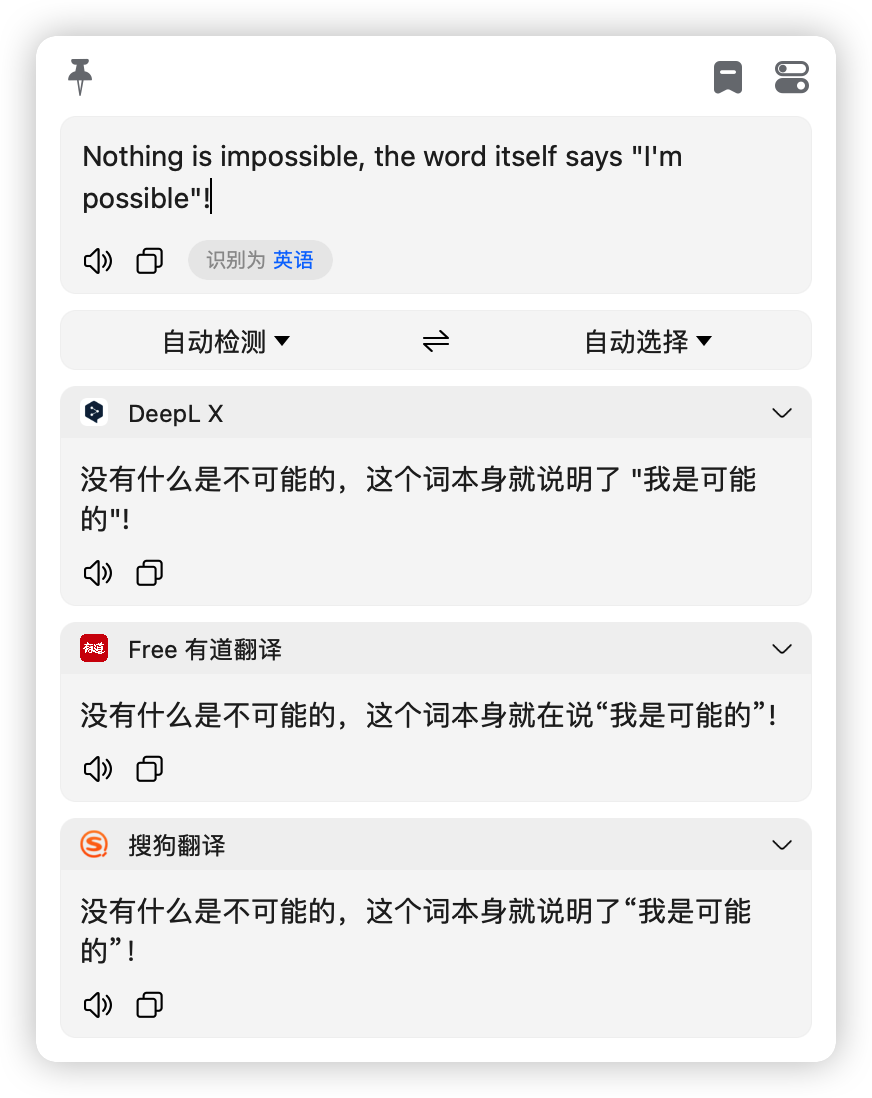 Nothing is impossible, the word itself says "I'm
possible"!
识别为 英语
自动检测 自动选择
DeepL X
没有什么是不可能的，这个词本身就说明了 "我是可能
的"!
有道 Free 有道翻译
没有什么是不可能的，这个词本身就在说“我是可能的”！
S 搜狗翻译
没有什么是不可能的，这个词本身就说明了“我是可能
的”！